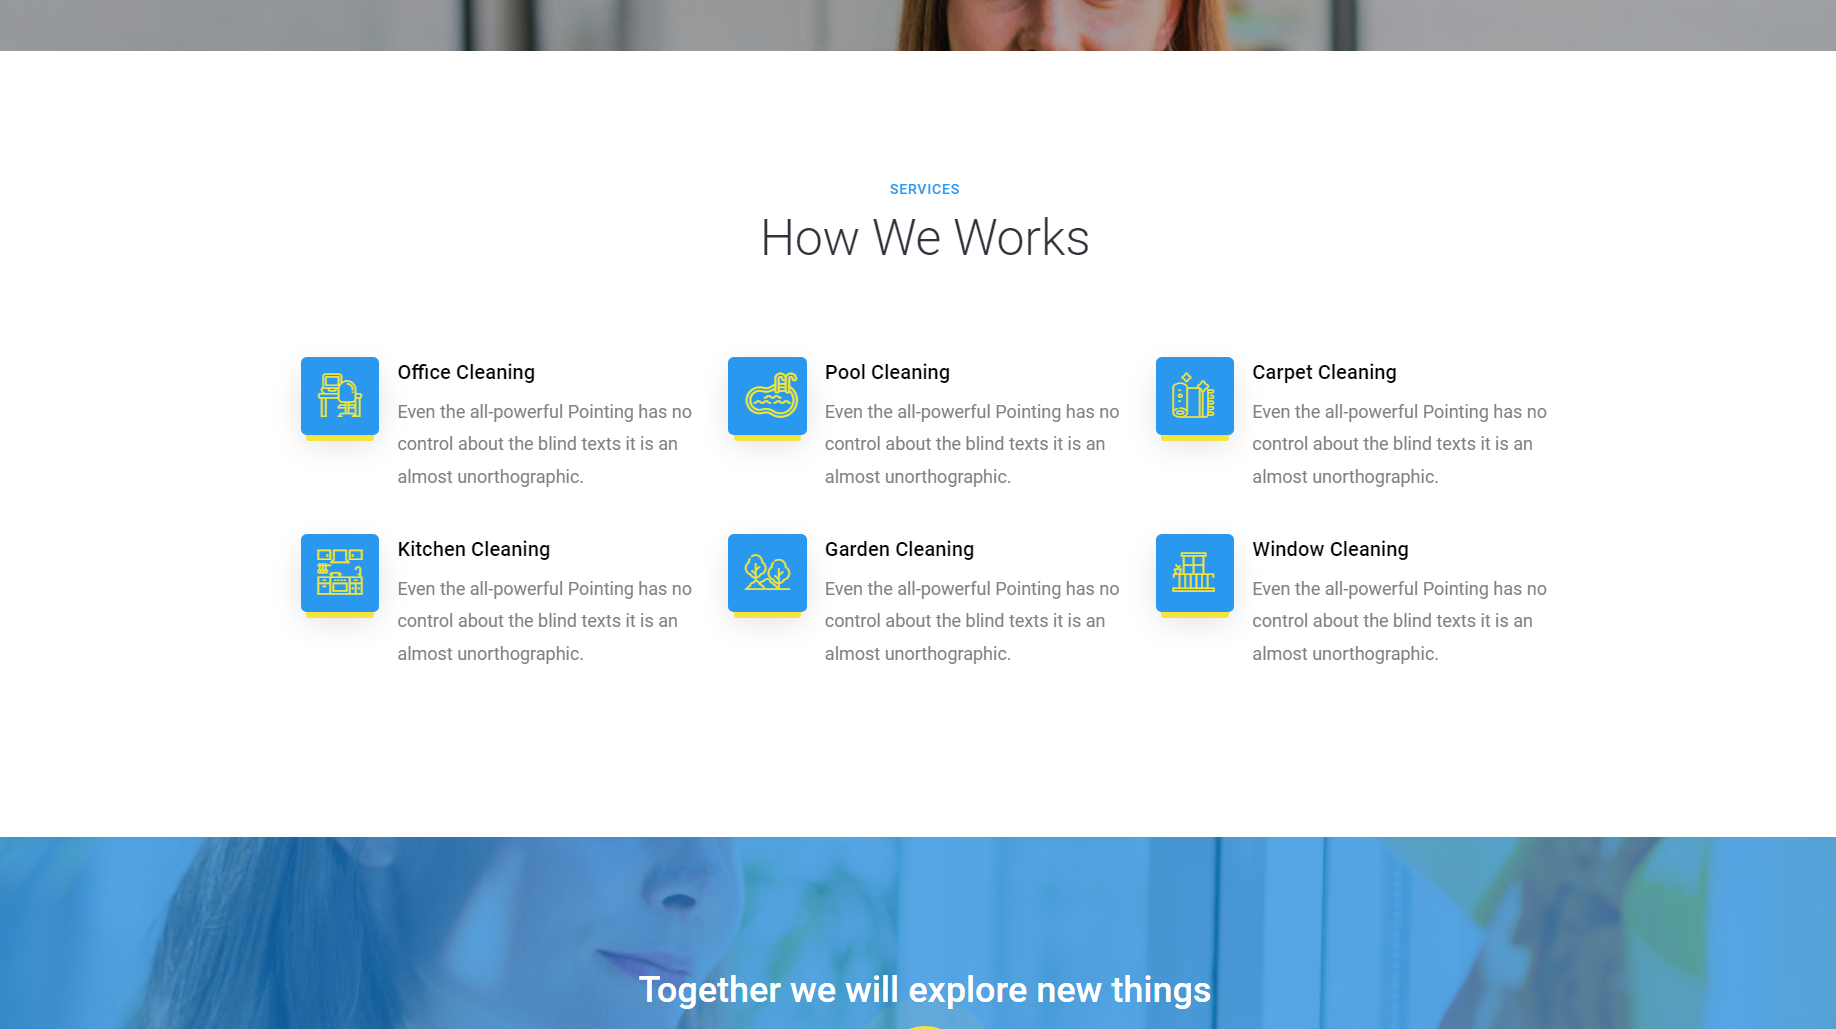 SERVICES
How We Works
Office Cleaning
Even the all-powerful Pointing has no
control about the blind texts it is an
almost unorthographic.
Pool Cleaning
Even the all-powerful Pointing has no
control about the blind texts it is an
almost unorthographic.
Carpet Cleaning
Even the all-powerful Pointing has no
control about the blind texts it is an
almost unorthographic.
Kitchen Cleaning
Even the all-powerful Pointing has no
control about the blind texts it is an
almost unorthographic.
Garden Cleaning
Even the all-powerful Pointing has no
control about the blind texts it is an
almost unorthographic.
Window Cleaning
Even the all-powerful Pointing has no
control about the blind texts it is an
almost unorthographic.
Together we will explore new things